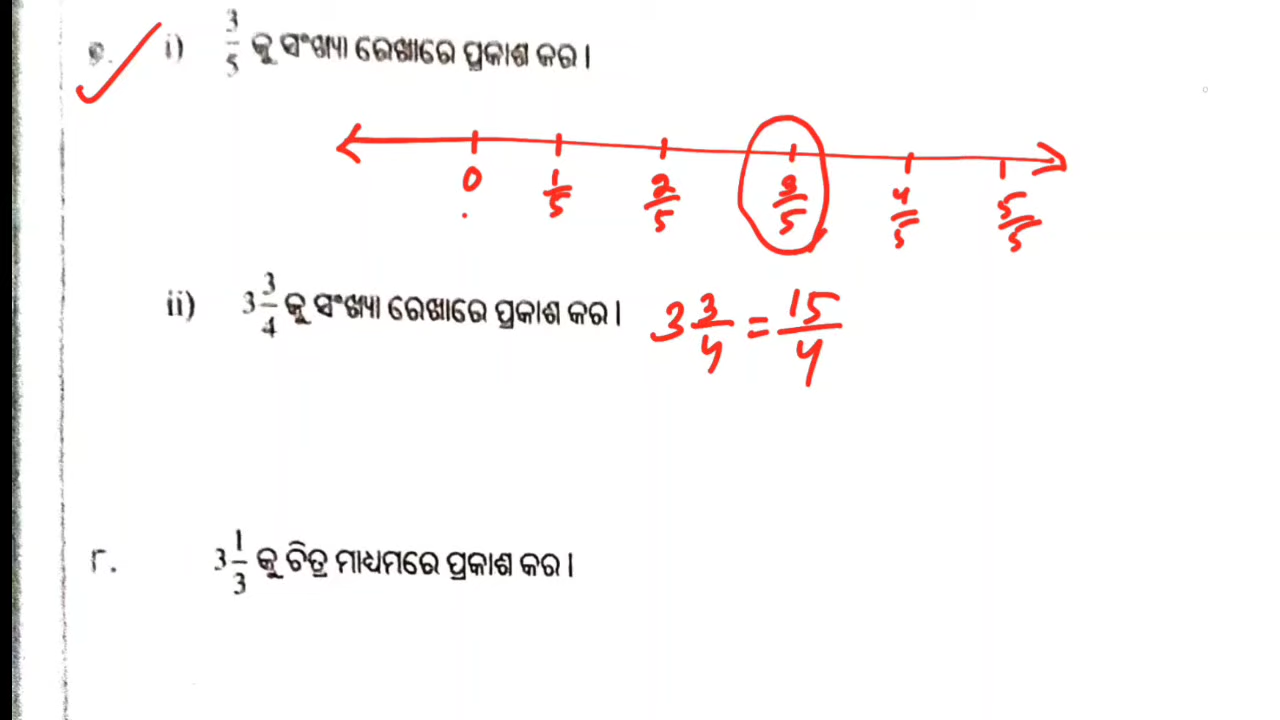 ୭. i) 3/5 କୁ ସଂଖ୍ୟା ରେଖାରେ ପ୍ରକାଶ କର ।
0 1/5 2/5 3/5 4/5 5/5
ii) 3 3/4 କୁ ସଂଖ୍ୟା ରେଖାରେ ପ୍ରକାଶ କର । 3 3/4 = 15/4
୮. 3 1/3 କୁ ଚିତ୍ର ମାଧ୍ୟମରେ ପ୍ରକାଶ କର ।